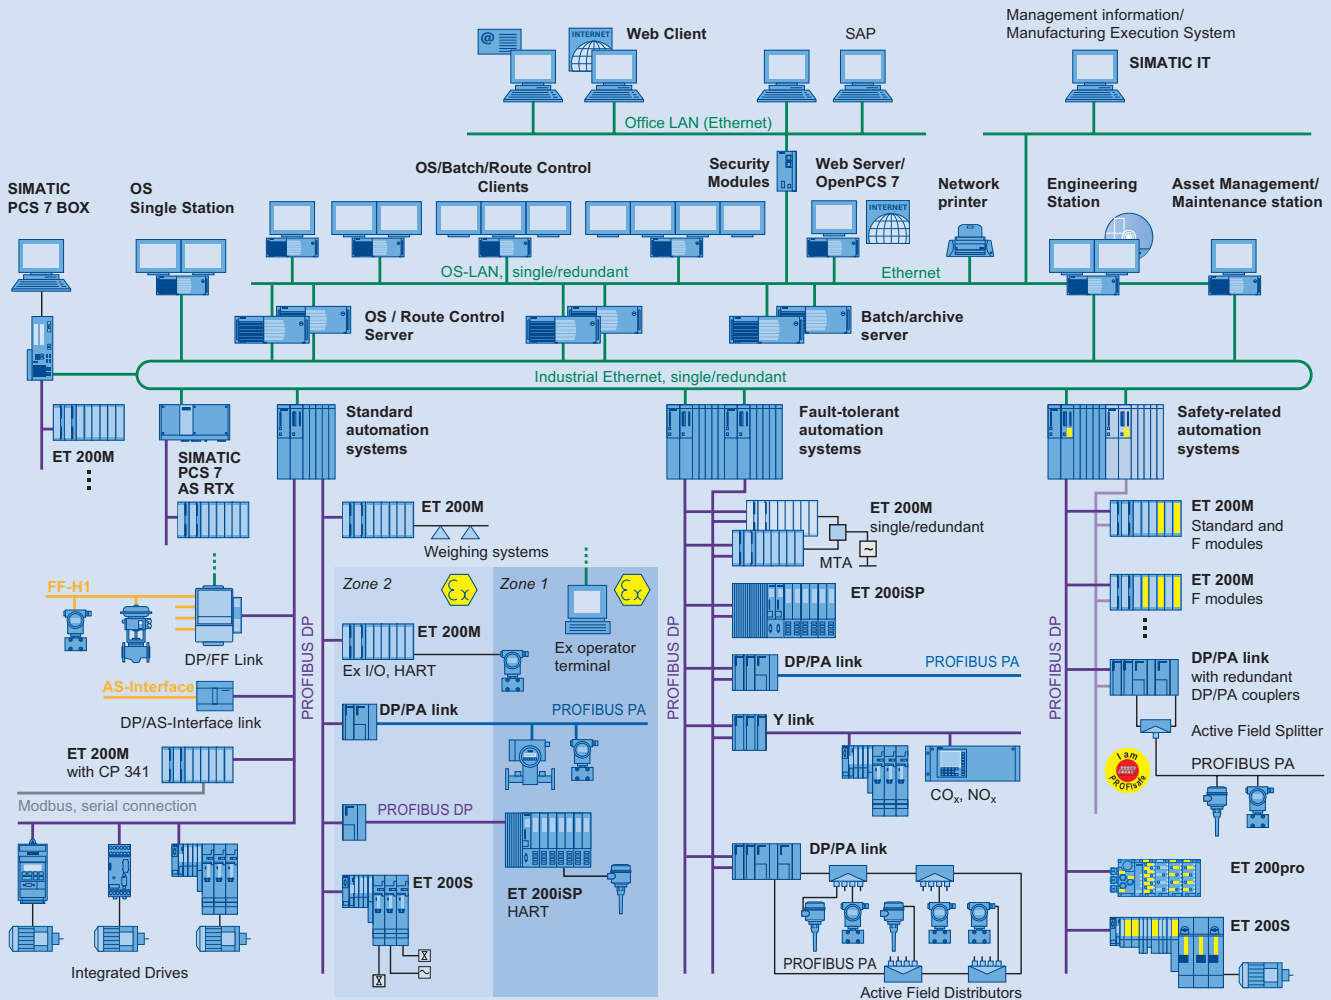 Management information/
Manufacturing Execution System
SIMATIC IT
@
INTERNET
Web Client
SAP
Office LAN (Ethernet)
OS/Batch/Route Control
Clients
Security
Modules
Web Server/
OpenPCS 7
INTERNET
Network
printer
Engineering
Station
Asset Management/
Maintenance station
SIMATIC
PCS 7 BOX
OS
Single Station
OS-LAN, single/redundant
Ethernet
OS / Route Control
Server
Batch/archive
server
Industrial Ethernet, single/redundant
ET 200M
SIMATIC
PCS 7
AS RTX
Standard
automation
systems
Fault-tolerant
automation
systems
Safety-related
automation
systems
FF-H1
DP/FF Link
AS-Interface
DP/AS-Interface link
ET 200M
with CP 341
Modbus, serial connection
Integrated Drives
PROFIBUS DP
ET 200M
Weighing systems
Zone 2
Ex
Zone 1
Ex
ET 200M
Ex I/O, HART
Ex operator
terminal
DP/PA link
PROFIBUS PA
PROFIBUS DP
ET 200iSP
HART
ET 200S
PROFIBUS DP
ET 200M
single/redundant
MTA
ET 200iSP
DP/PA link
PROFIBUS PA
Y link
COx, NOx
DP/PA link
PROFIBUS PA
Active Field Distributors
PROFIBUS DP
ET 200M
Standard and
F modules
ET 200M
F modules
DP/PA link
with redundant
DP/PA couplers
Active Field Splitter
I am
PROFIsafe
PROFIBUS PA
ET 200pro
ET 200S